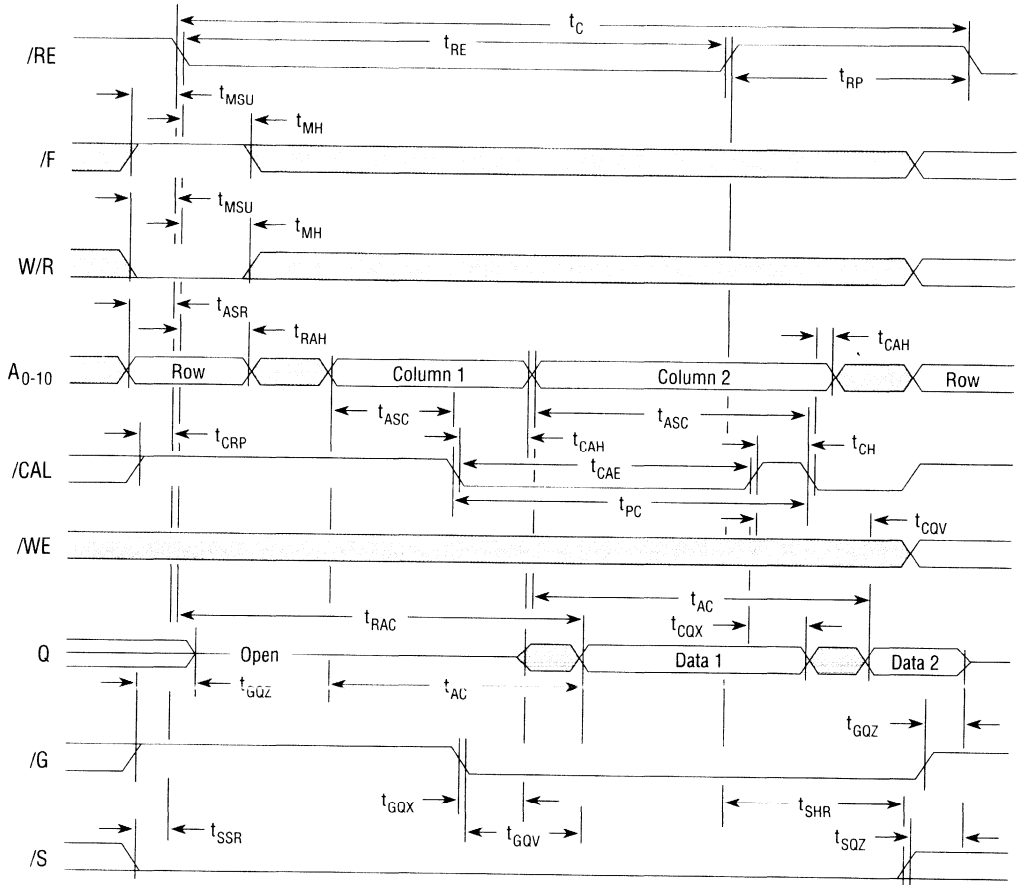 t_C
/RE
t_RE
t_RP
t_MSU
t_MH
/F
t_MSU
t_MH
W/R
t_ASR
t_RAH
t_CAH
A_0-10
Row
Column 1
Column 2
Row
t_ASC
t_ASC
t_CRP
t_CAH
t_CH
/CAL
t_CAE
t_PC
t_CQV
/WE
t_AC
t_RAC
t_CQX
Q
Open
Data 1
Data 2
t_GQZ
t_AC
t_GQZ
/G
t_GQX
t_SHR
t_SSR
t_GQV
t_SQZ
/S